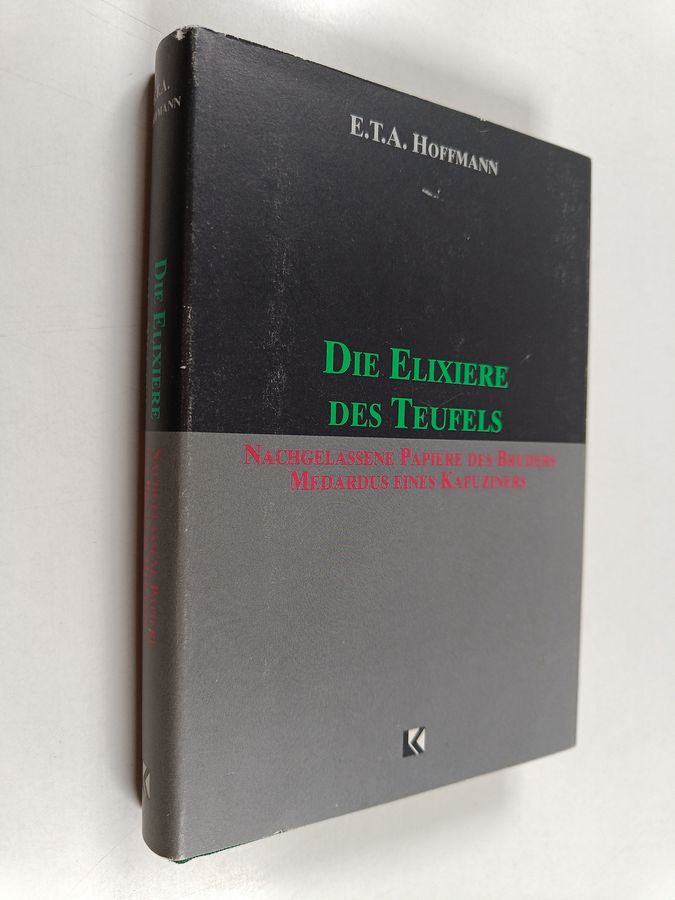 E.T.A. HOFFMANN
DIE ELIXIERE
DES TEUFELS
NACHGELASSENE PAPIERE DES BRUDERS
MEDARDUS EINES KAPUZINERS
K
T.A.
DIE ELIXIERE
K